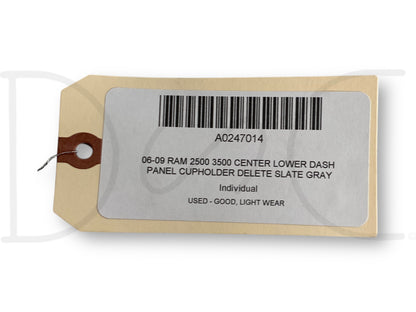 A0247014
06-09 RAM 2500 3500 CENTER LOWER DASH
PANEL CUPHOLDER DELETE SLATE GRAY
Individual
USED - GOOD, LIGHT WEAR